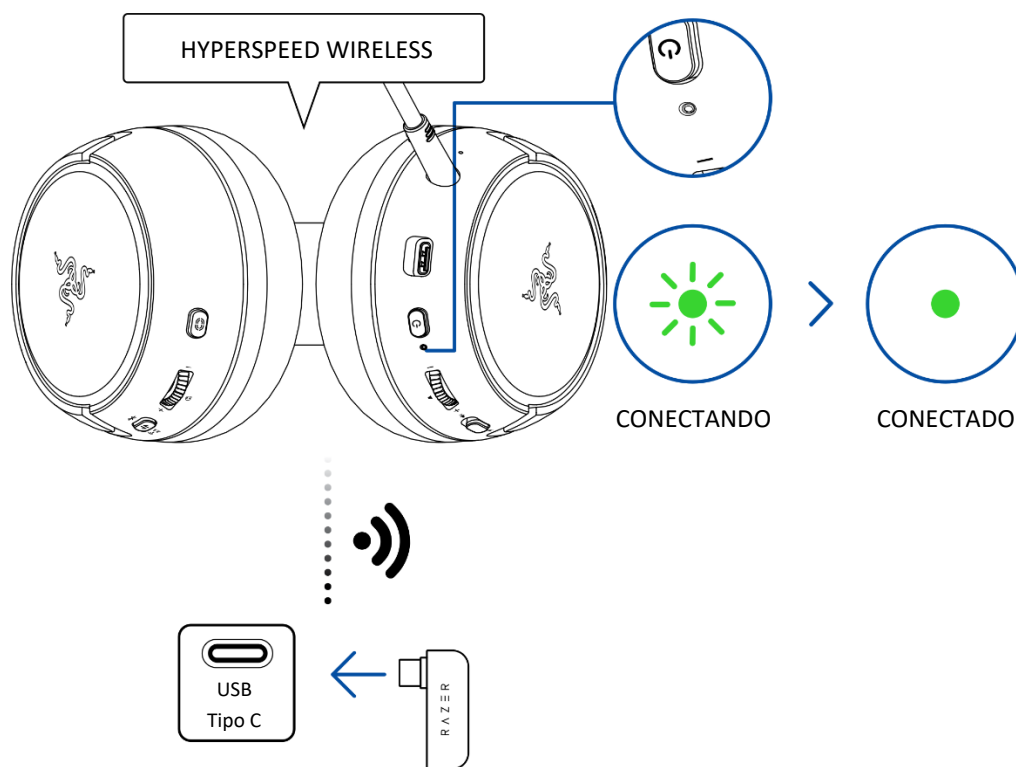 HYPERSPEED WIRELESS
CONECTANDO
CONECTADO
USB
Tipo C
RAZER